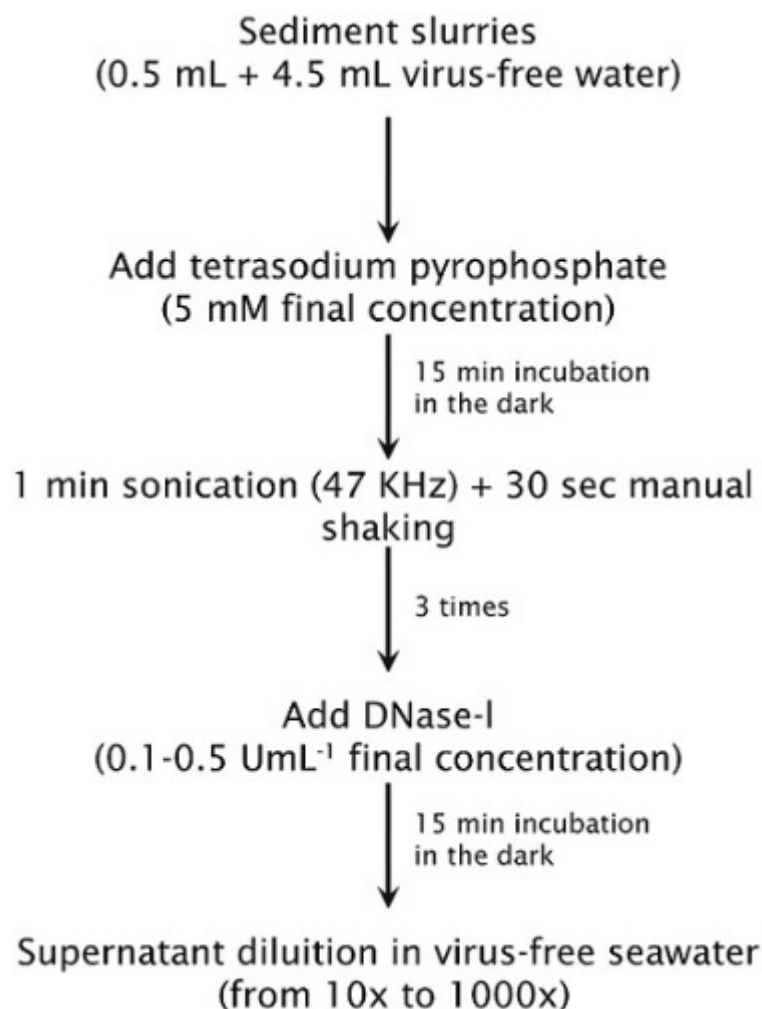 Sediment slurries
(0.5 mL + 4.5 mL virus-free water)
Add tetrasodium pyrophosphate
(5 mM final concentration)
15 min incubation
in the dark
1 min sonication (47 KHz) + 30 sec manual
shaking
3 times
Add DNase-I
(0.1-0.5 UmL⁻¹ final concentration)
15 min incubation
in the dark
Supernatant diluition in virus-free seawater
(from 10x to 1000x)